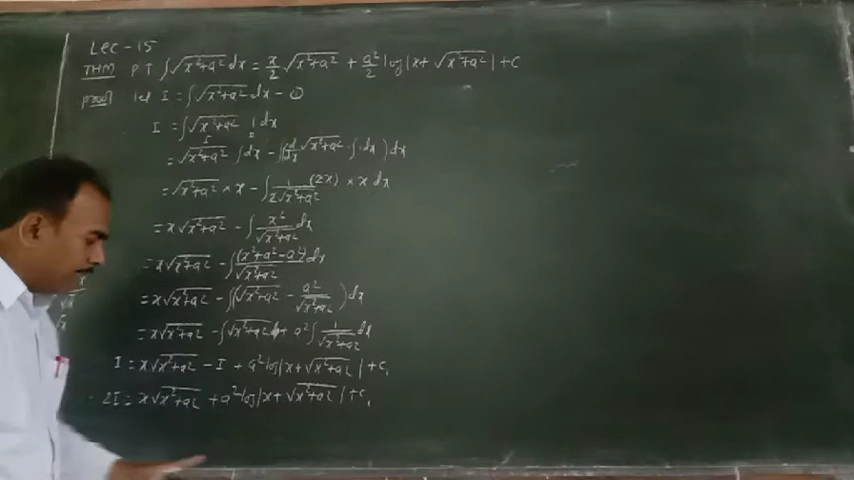 Lec-15
THM P T ∫√x²+a² dx = x/2 √x²+a² + a²/2 log|x+√x²+a²|+c
proof let I = ∫√x²+a² dx - ①
I = ∫√x²+a² 1 dx
I II
= √x²+a² ∫dx - ∫(d/dx √x²+a² · ∫dx) dx
= √x²+a² × x - ∫ 1/2√x²+a² (2x) × x dx
= x√x²+a² - ∫ x²/√x²+a² dx
= x√x²+a² - ∫ (x²+a²-a²)/√x²+a² dx
= x√x²+a² - ∫(√x²+a² - a²/√x²+a²) dx
= x√x²+a² - ∫√x²+a² dx + a² ∫ 1/√x²+a² dx
I = x√x²+a² - I + a² log|x+√x²+a²| + c₁
2I = x√x²+a² + a² log|x+√x²+a²| + c₁